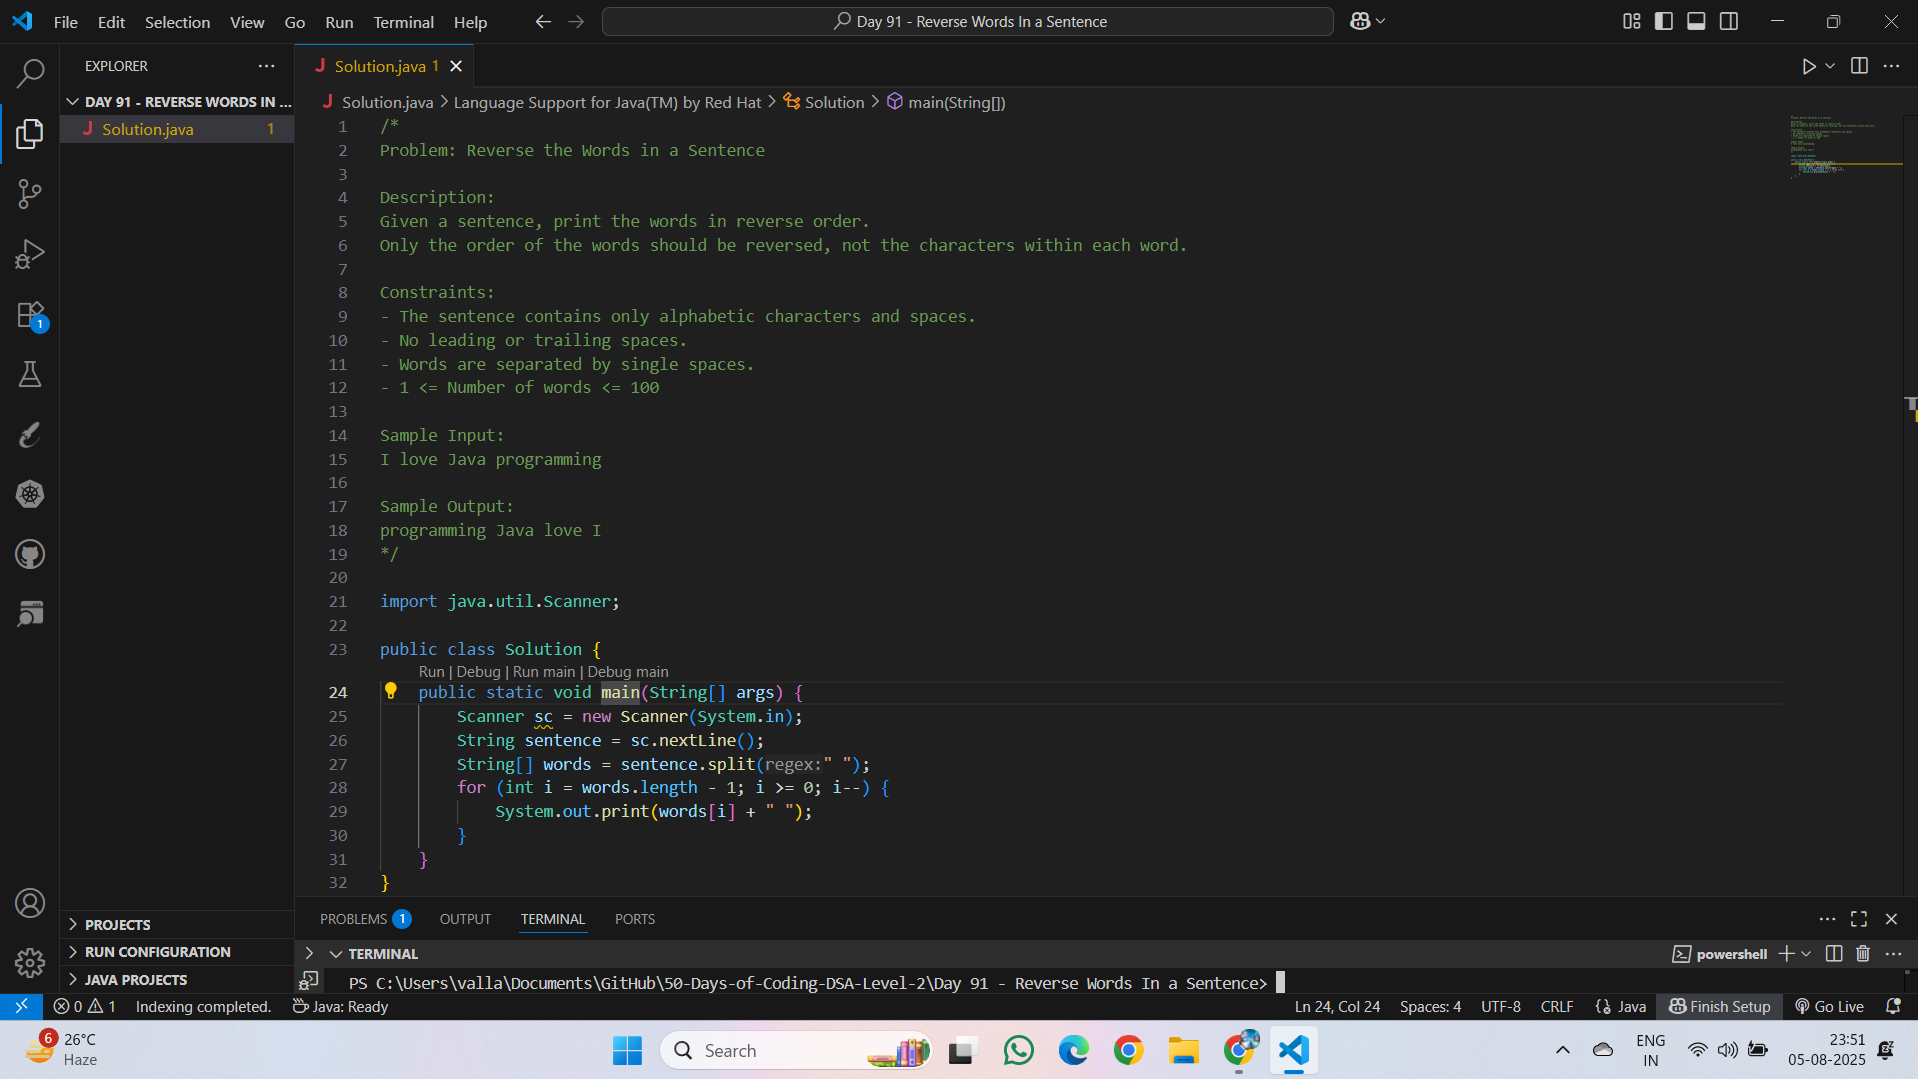 File Edit Selection View Go Run Terminal Help
Day 91 - Reverse Words In a Sentence
EXPLORER
DAY 91 - REVERSE WORDS IN ...
Solution.java 1
Solution.java 1
Solution.java > Language Support for Java(TM) by Red Hat > Solution > main(String[])
1 /*
2 Problem: Reverse the Words in a Sentence
3
4 Description:
5 Given a sentence, print the words in reverse order.
6 Only the order of the words should be reversed, not the characters within each word.
7
8 Constraints:
9 - The sentence contains only alphabetic characters and spaces.
10 - No leading or trailing spaces.
11 - Words are separated by single spaces.
12 - 1 <= Number of words <= 100
13
14 Sample Input:
15 I love Java programming
16
17 Sample Output:
18 programming Java love I
19 */
20
21 import java.util.Scanner;
22
23 public class Solution {
Run | Debug | Run main | Debug main
24 public static void main(String[] args) {
25 Scanner sc = new Scanner(System.in);
26 String sentence = sc.nextLine();
27 String[] words = sentence.split(regex:" ");
28 for (int i = words.length - 1; i >= 0; i--) {
29 System.out.print(words[i] + " ");
30 }
31 }
32 }
1
PROJECTS
RUN CONFIGURATION
JAVA PROJECTS
PROBLEMS 1 OUTPUT TERMINAL PORTS
TERMINAL
powershell
PS C:\Users\valla\Documents\GitHub\50-Days-of-Coding-DSA-Level-2\Day 91 - Reverse Words In a Sentence>
0 1 Indexing completed. Java: Ready
Ln 24, Col 24 Spaces: 4 UTF-8 CRLF {} Java Finish Setup Go Live
6
26°C
Haze
Search
ENG
IN
23:51
05-08-2025